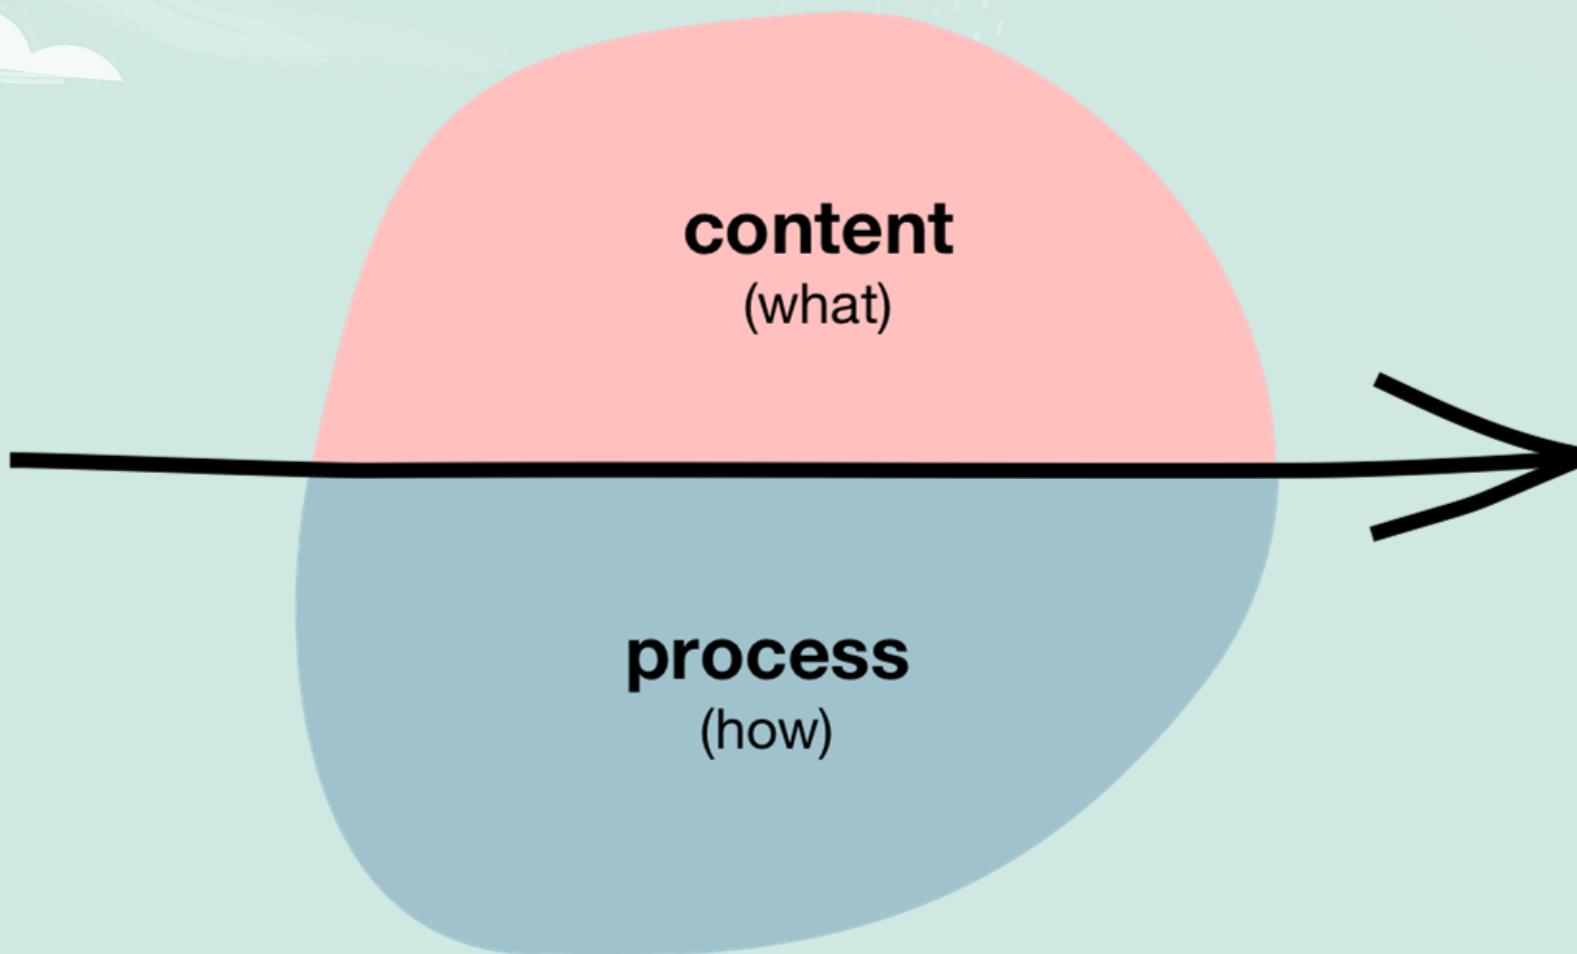 content
(what)
process
(how)